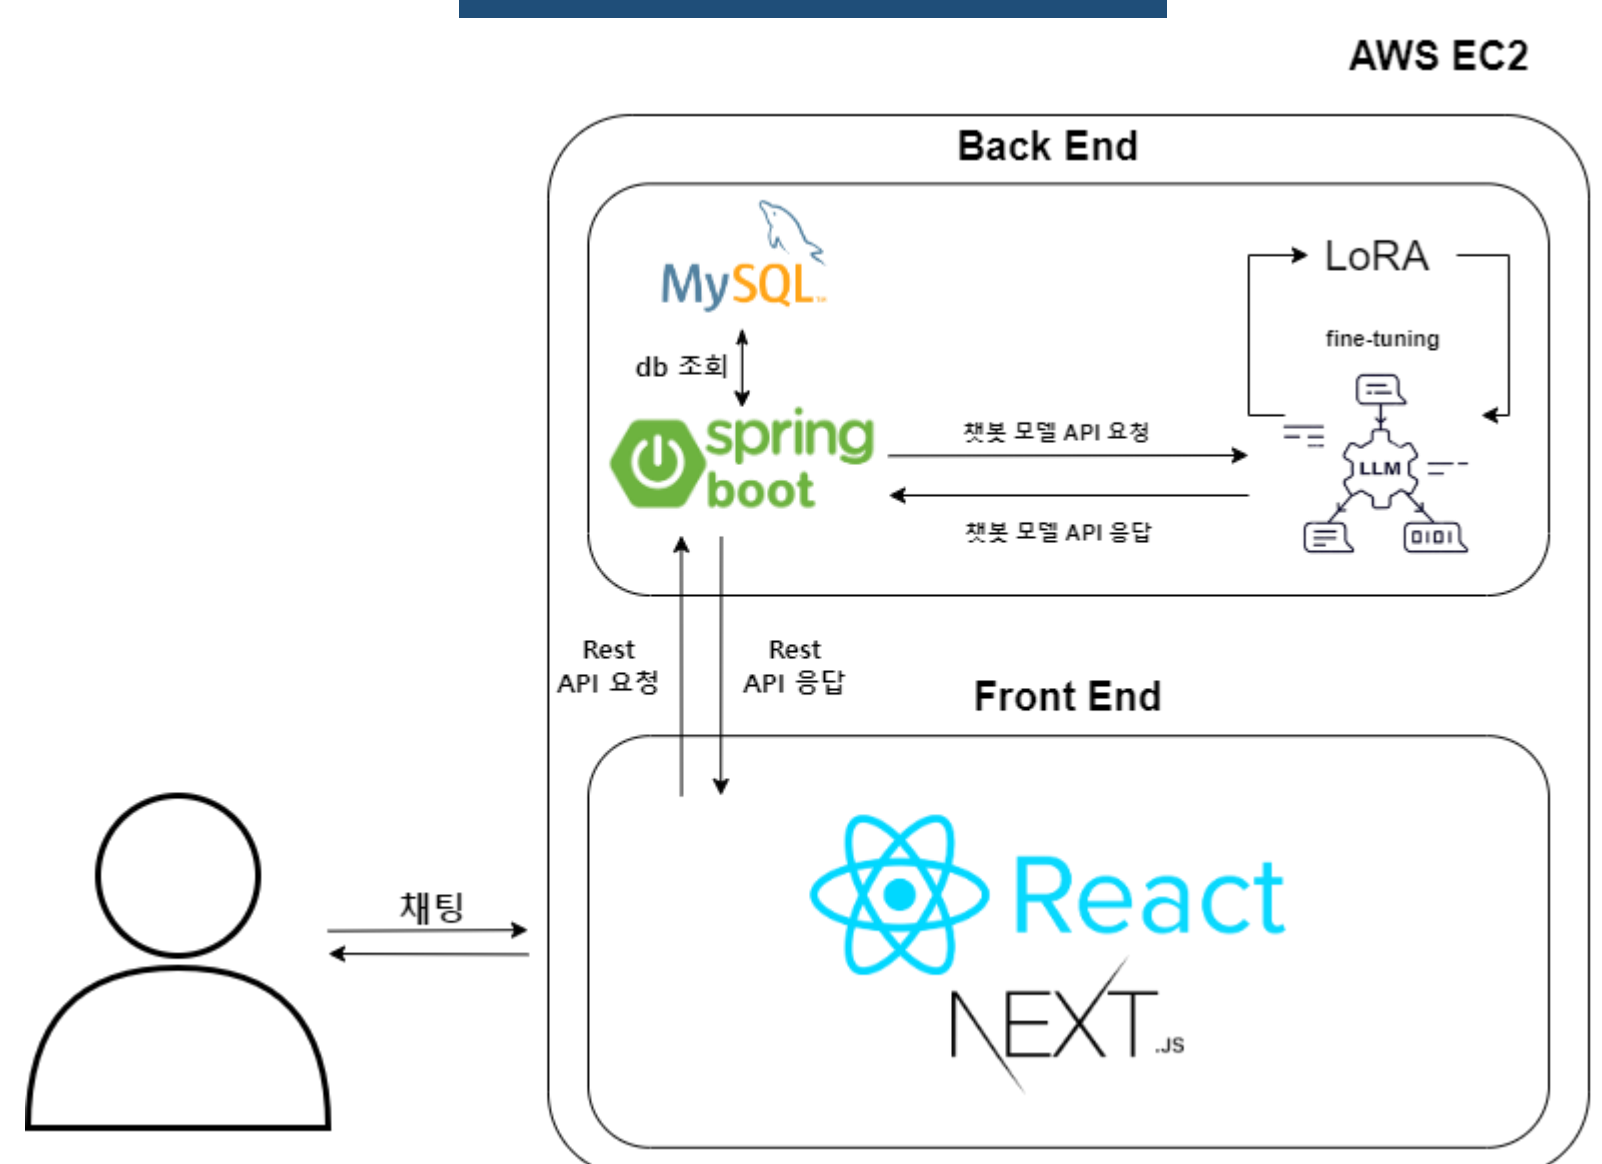 AWS EC2
Back End
MySQL
LoRA
fine-tuning
db 조회
spring
boot
챗봇 모델 API 요청
LLM
챗봇 모델 API 응답
Rest
API 요청
Rest
API 응답
Front End
채팅
React
NEXT.JS